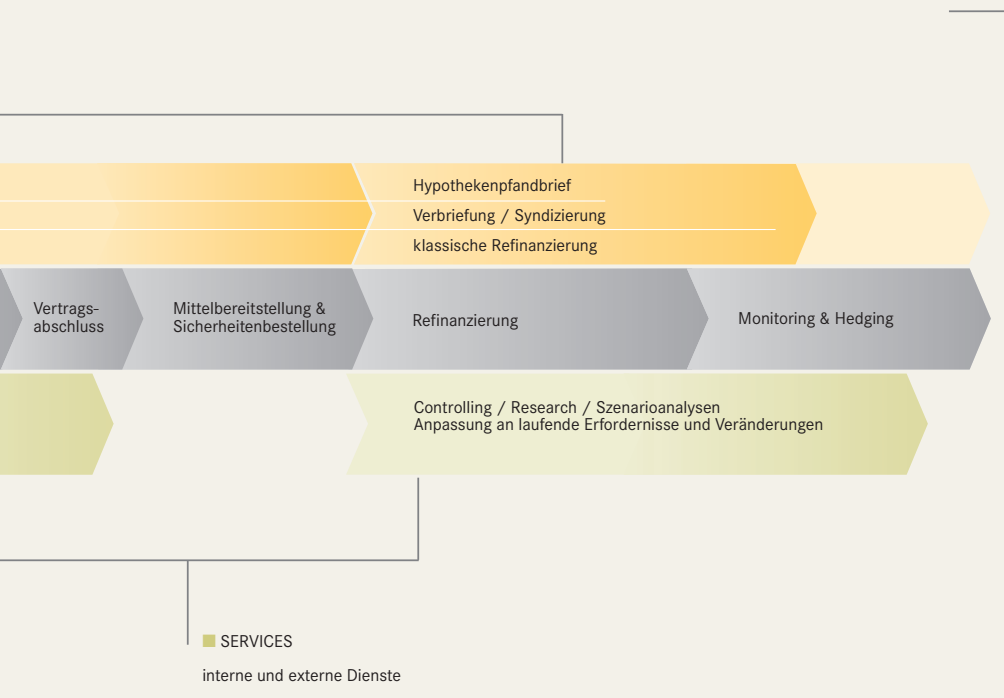 Hypothekenpfandbrief
Verbriefung / Syndizierung
klassische Refinanzierung
Vertrags-
abschluss
Mittelbereitstellung &
Sicherheitenbestellung
Refinanzierung
Monitoring & Hedging
Controlling / Research / Szenarioanalysen
Anpassung an laufende Erfordernisse und Veränderungen
SERVICES
interne und externe Dienste